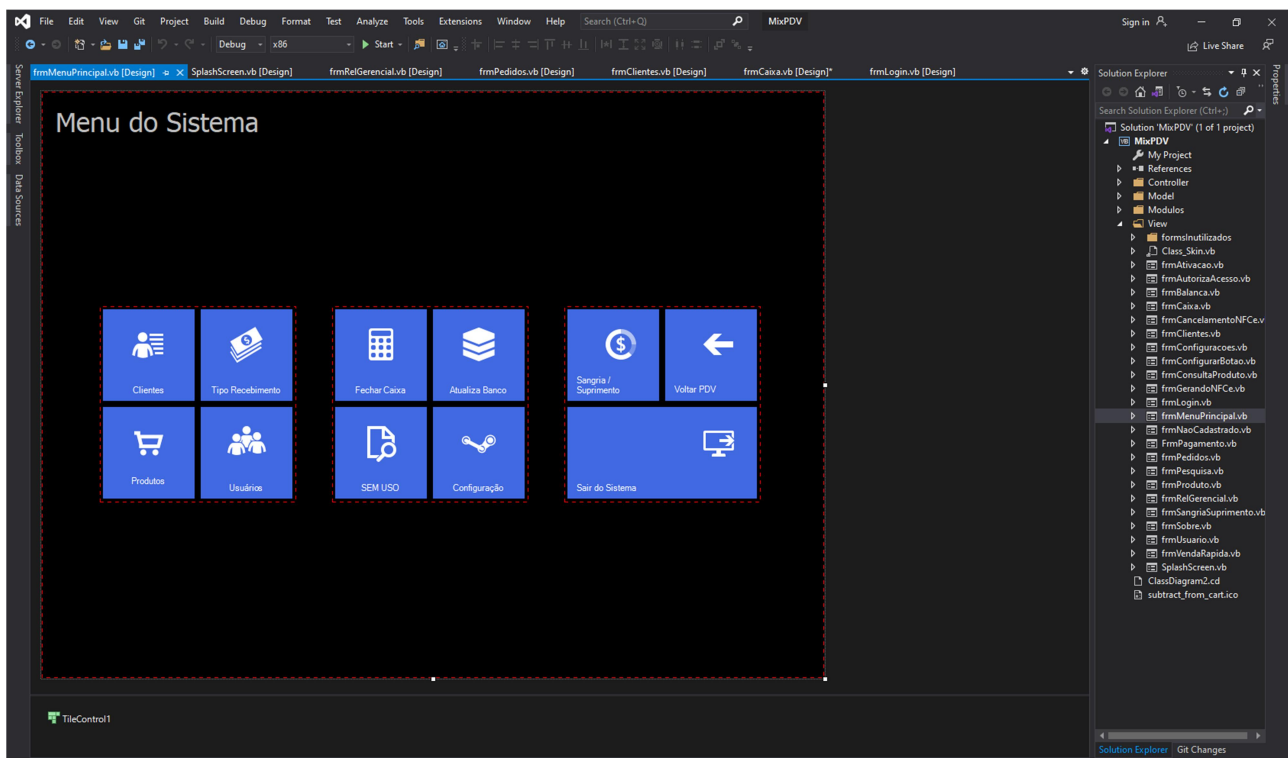 File Edit View Git Project Build Debug Format Test Analyze Tools Extensions Window Help Search (Ctrl+Q) MixPDV Sign in
Debug x86 Start Live Share
frmMenuPrincipal.vb [Design] SplashScreen.vb [Design] frmRelGerencial.vb [Design] frmPedidos.vb [Design] frmClientes.vb [Design] frmCaixa.vb [Design]* frmLogin.vb [Design]
Server Explorer
Toolbox
Data Sources
Menu do Sistema
Clientes
Tipo Recebimento
Fechar Caixa
Atualiza Banco
Sangria /
Suprimento
Voltar PDV
Produtos
Usuários
SEM USO
Configuração
Sair do Sistema
TileControl1
Solution Explorer
Search Solution Explorer (Ctrl+;)
Solution 'MixPDV' (1 of 1 project)
VB MixPDV
My Project
References
Controller
Model
Modulos
View
formsInutilizados
Class_Skin.vb
frmAtivacao.vb
frmAutorizaAcesso.vb
frmBalanca.vb
frmCaixa.vb
frmCancelamentoNFCe.v
frmClientes.vb
frmConfiguracoes.vb
frmConfigurarBotao.vb
frmConsultaProduto.vb
frmGerandoNFCe.vb
frmLogin.vb
frmMenuPrincipal.vb
frmNaoCadastrado.vb
FrmPagamento.vb
frmPedidos.vb
frmPesquisa.vb
frmProduto.vb
frmRelGerencial.vb
frmSangriaSuprimento.vb
frmSobre.vb
frmUsuario.vb
frmVendaRapida.vb
SplashScreen.vb
ClassDiagram2.cd
subtract_from_cart.ico
Solution Explorer Git Changes
Properties